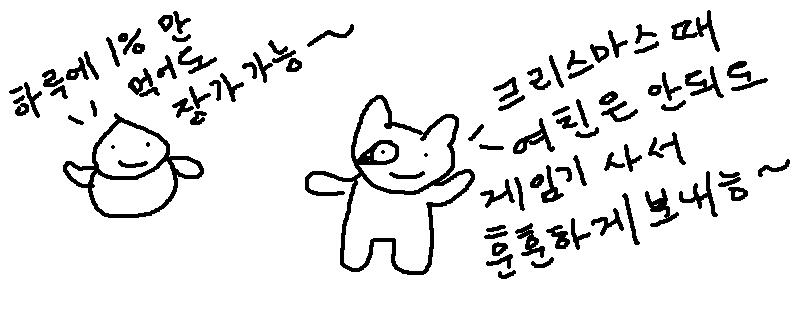 하루에 1%만
먹어도
장가가능~
크리스마스때
여친은 안되도
게임기 사서
훈훈하게 보내능~